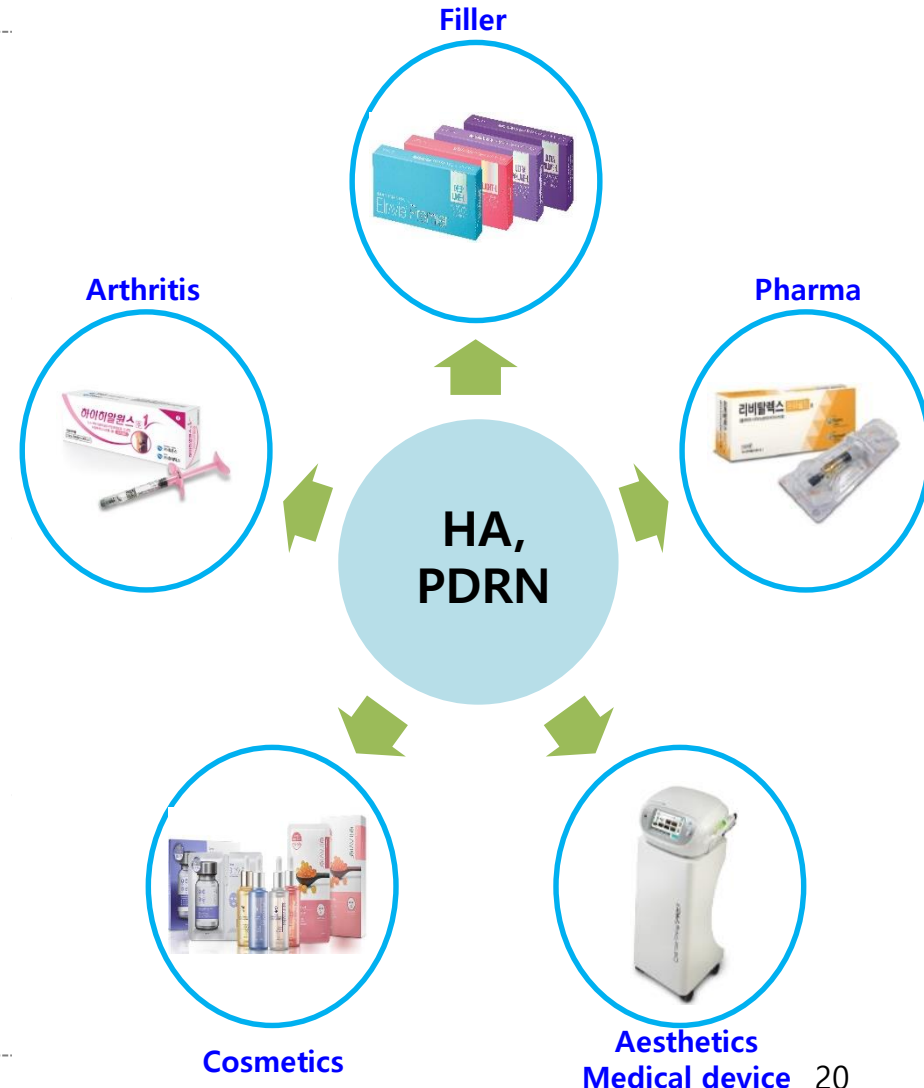 Filler
Arthritis
Pharma
하이히알원스 1
리비탈렉스
HA,
PDRN
Cosmetics
Aesthetics
Medical device 20